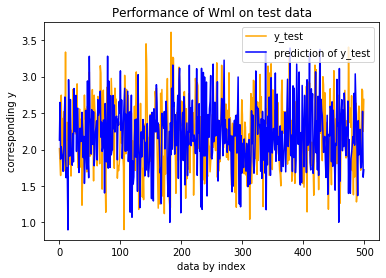 Performance of Wml on test data
y_test
prediction of y_test
3.5
3.0
2.5
2.0
1.5
1.0
corresponding y
0 100 200 300 400 500
data by index